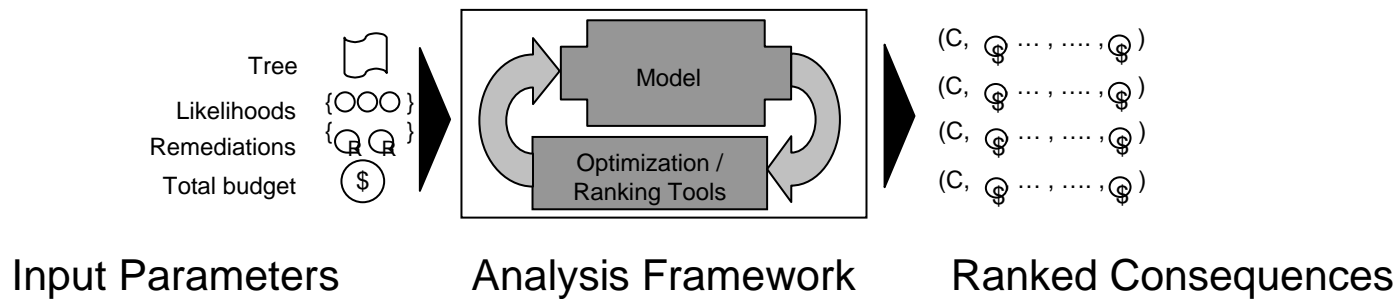 Tree
Likelihoods { }
Remediations { R R }
Total budget $
Model
Optimization /
Ranking Tools
(C, $ ... , .... , $ )
(C, $ ... , .... , $ )
(C, $ ... , .... , $ )
(C, $ ... , .... , $ )
Input Parameters
Analysis Framework
Ranked Consequences